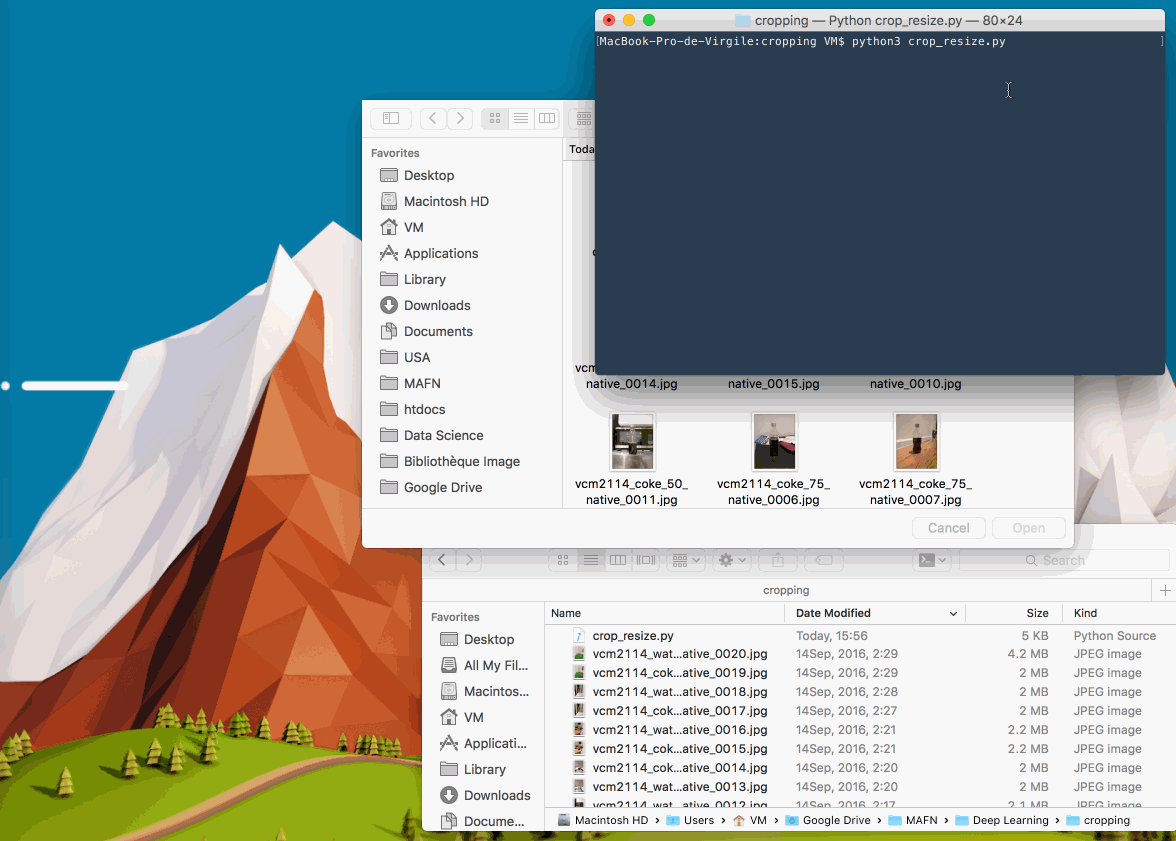 cropping — Python crop_resize.py — 80×24
[MacBook-Pro-de-Virgile:cropping VM$ python3 crop_resize.py ]
Favorites
Desktop
Macintosh HD
VM
Applications
Library
Downloads
Documents
USA
MAFN
htdocs
Data Science
Bibliothèque Image
Google Drive
Toda
vcm
native_0014.jpg
native_0015.jpg
native_0010.jpg
vcm2114_coke_50_
native_0011.jpg
vcm2114_coke_75_
native_0006.jpg
vcm2114_coke_75_
native_0007.jpg
Cancel
Open
Search
cropping
Favorites
Desktop
All My Fil...
Macintos...
VM
Applicati...
Library
Downloads
Docume...
Name Date Modified Size Kind
crop_resize.py Today, 15:56 5 KB Python Source
vcm2114_wat...ative_0020.jpg 14Sep, 2016, 2:29 4.2 MB JPEG image
vcm2114_cok...ative_0019.jpg 14Sep, 2016, 2:29 2 MB JPEG image
vcm2114_wat...ative_0018.jpg 14Sep, 2016, 2:28 2 MB JPEG image
vcm2114_cok...ative_0017.jpg 14Sep, 2016, 2:27 2 MB JPEG image
vcm2114_wat...ative_0016.jpg 14Sep, 2016, 2:21 2.2 MB JPEG image
vcm2114_cok...ative_0015.jpg 14Sep, 2016, 2:21 2.2 MB JPEG image
vcm2114_cok...ative_0014.jpg 14Sep, 2016, 2:20 2 MB JPEG image
vcm2114_wat...ative_0013.jpg 14Sep, 2016, 2:20 2 MB JPEG image
vcm2114_wat...ative_0012.jpg 14Sep, 2016, 2:17 2.1 MB JPEG image
Macintosh HD › Users › VM › Google Drive › MAFN › Deep Learning › cropping